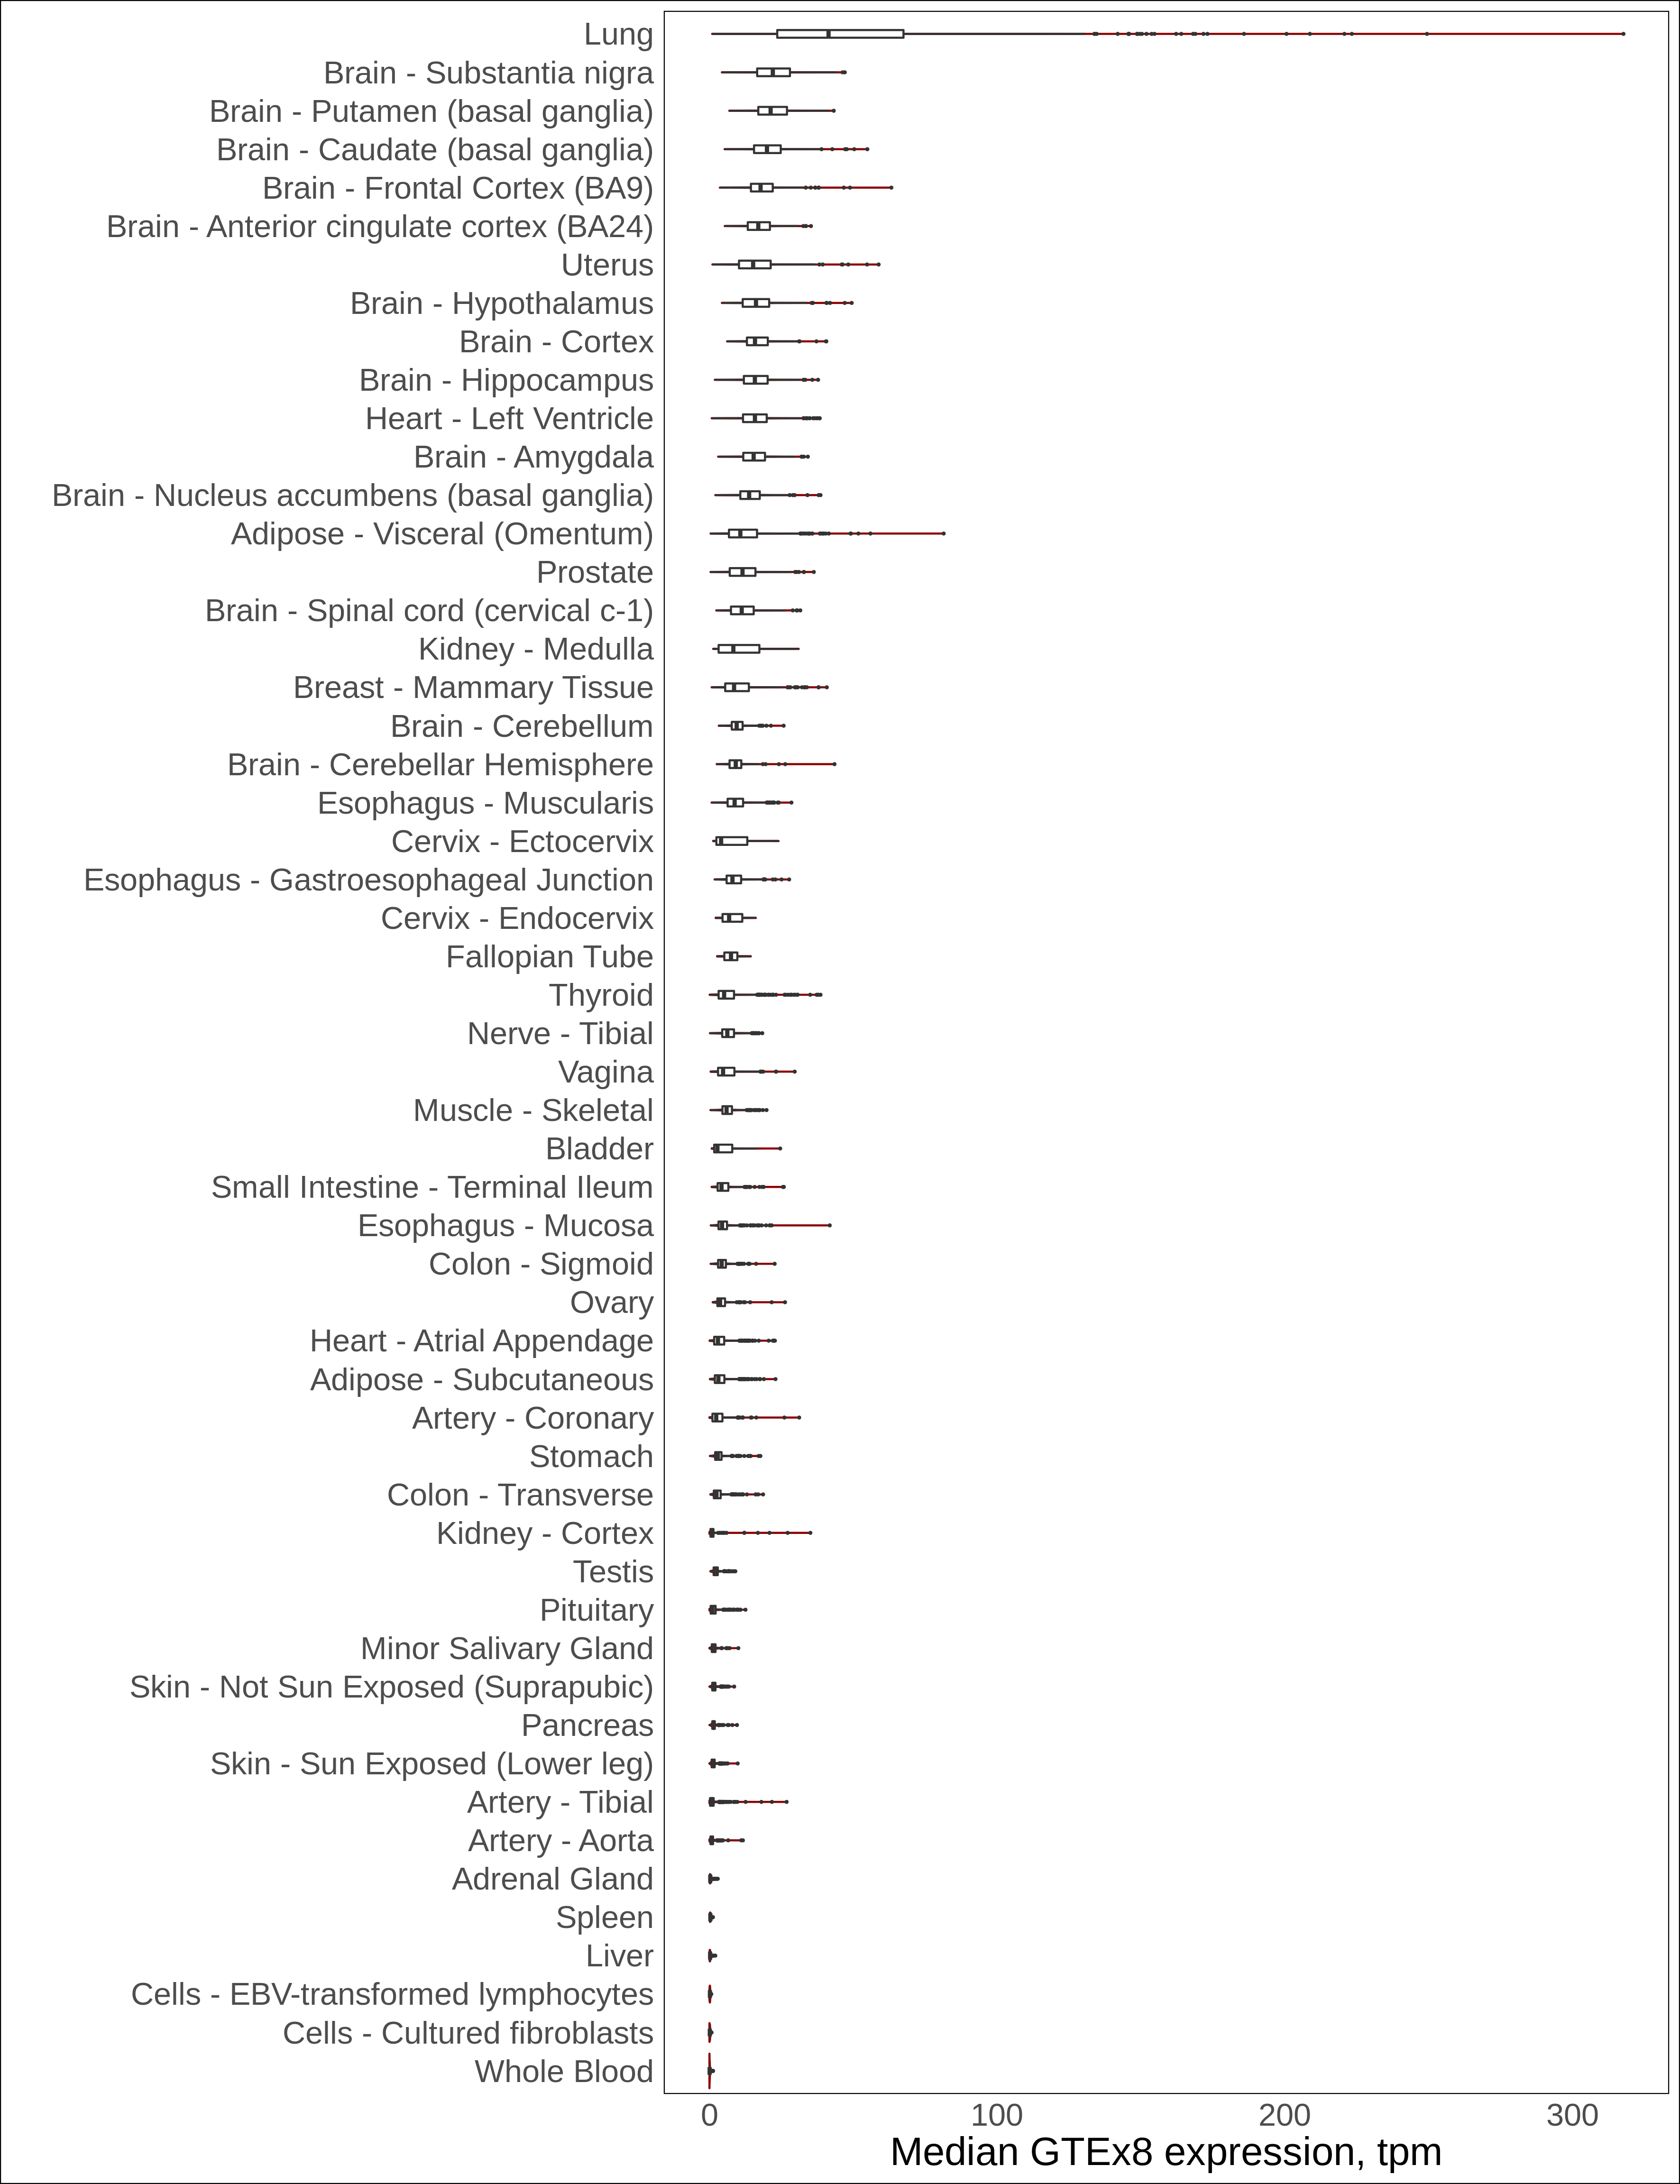 Lung
Brain - Substantia nigra
Brain - Putamen (basal ganglia)
Brain - Caudate (basal ganglia)
Brain - Frontal Cortex (BA9)
Brain - Anterior cingulate cortex (BA24)
Uterus
Brain - Hypothalamus
Brain - Cortex
Brain - Hippocampus
Heart - Left Ventricle
Brain - Amygdala
Brain - Nucleus accumbens (basal ganglia)
Adipose - Visceral (Omentum)
Prostate
Brain - Spinal cord (cervical c-1)
Kidney - Medulla
Breast - Mammary Tissue
Brain - Cerebellum
Brain - Cerebellar Hemisphere
Esophagus - Muscularis
Cervix - Ectocervix
Esophagus - Gastroesophageal Junction
Cervix - Endocervix
Fallopian Tube
Thyroid
Nerve - Tibial
Vagina
Muscle - Skeletal
Bladder
Small Intestine - Terminal Ileum
Esophagus - Mucosa
Colon - Sigmoid
Ovary
Heart - Atrial Appendage
Adipose - Subcutaneous
Artery - Coronary
Stomach
Colon - Transverse
Kidney - Cortex
Testis
Pituitary
Minor Salivary Gland
Skin - Not Sun Exposed (Suprapubic)
Pancreas
Skin - Sun Exposed (Lower leg)
Artery - Tibial
Artery - Aorta
Adrenal Gland
Spleen
Liver
Cells - EBV-transformed lymphocytes
Cells - Cultured fibroblasts
Whole Blood
0 100 200 300
Median GTEx8 expression, tpm